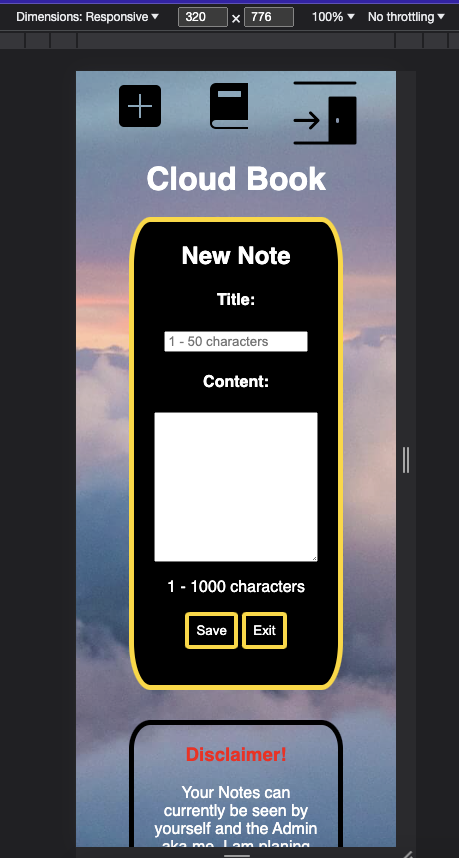 Dimensions: Responsive ▼ 320 × 776 100% ▼ No throttling ▼
Cloud Book
New Note
Title:
1 - 50 characters
Content:
1 - 1000 characters
Save Exit
Disclaimer!
Your Notes can
currently be seen by
yourself and the Admin
aka me. I am planing